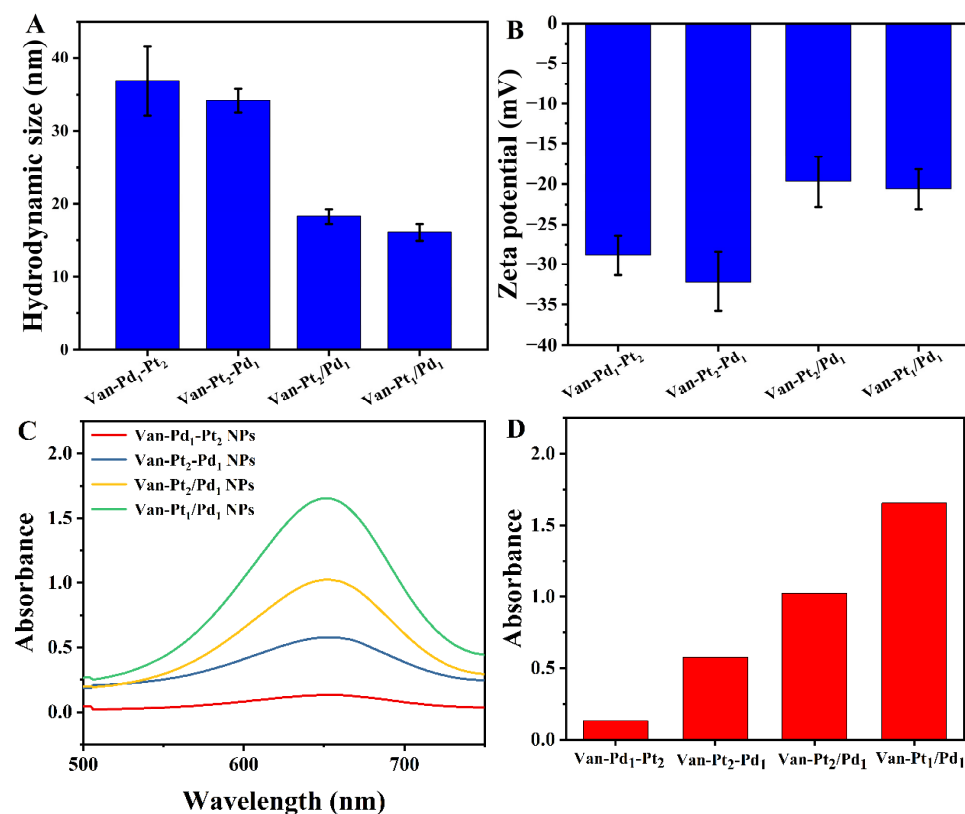 A
Hydrodynamic size (nm)
40
30
20
10
0
Van-Pd₁-Pt₂
Van-Pt₂-Pd₁
Van-Pt₂/Pd₁
Van-Pt₁/Pd₁
B
Zeta potential (mV)
0
−5
−10
−15
−20
−25
−30
−35
−40
Van-Pd₁-Pt₂
Van-Pt₂-Pd₁
Van-Pt₂/Pd₁
Van-Pt₁/Pd₁
C
Absorbance
2.0
1.5
1.0
0.5
0.0
Van-Pd₁-Pt₂ NPs
Van-Pt₂-Pd₁ NPs
Van-Pt₂/Pd₁ NPs
Van-Pt₁/Pd₁ NPs
500 600 700
Wavelength (nm)
D
Absorbance
2.0
1.5
1.0
0.5
0.0
Van-Pd₁-Pt₂ Van-Pt₂-Pd₁ Van-Pt₂/Pd₁ Van-Pt₁/Pd₁